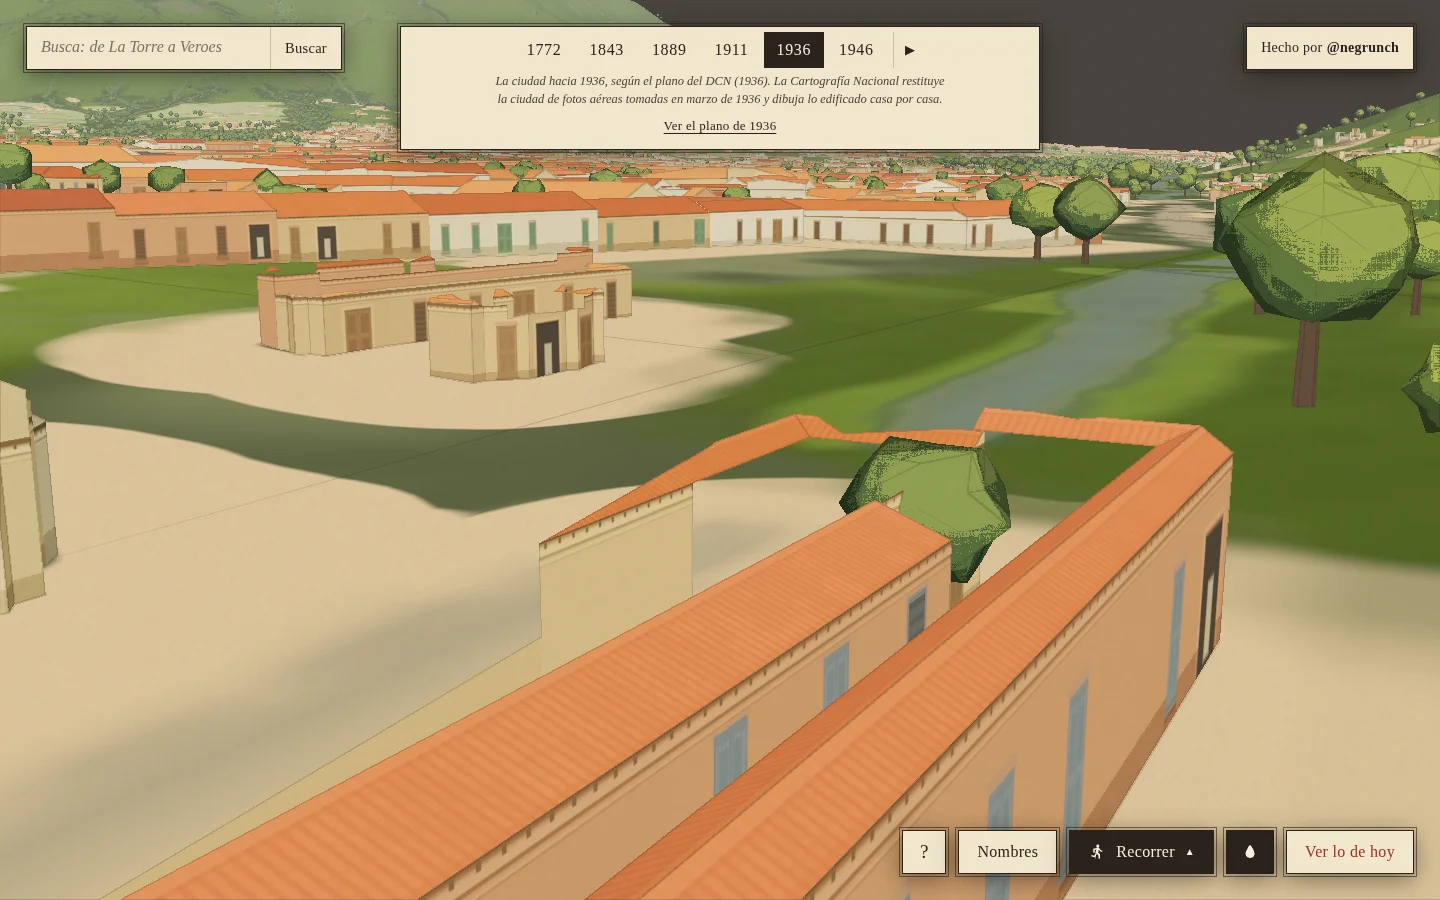 Busca: de La Torre a Veroes
Buscar
1772 1843 1889 1911 1936 1946 ▶
La ciudad hacia 1936, según el plano del DCN (1936). La Cartografía Nacional restituye
la ciudad de fotos aéreas tomadas en marzo de 1936 y dibuja lo edificado casa por casa.
Ver el plano de 1936
Hecho por @negrunch
?
Nombres
Recorrer ▲
Ver lo de hoy